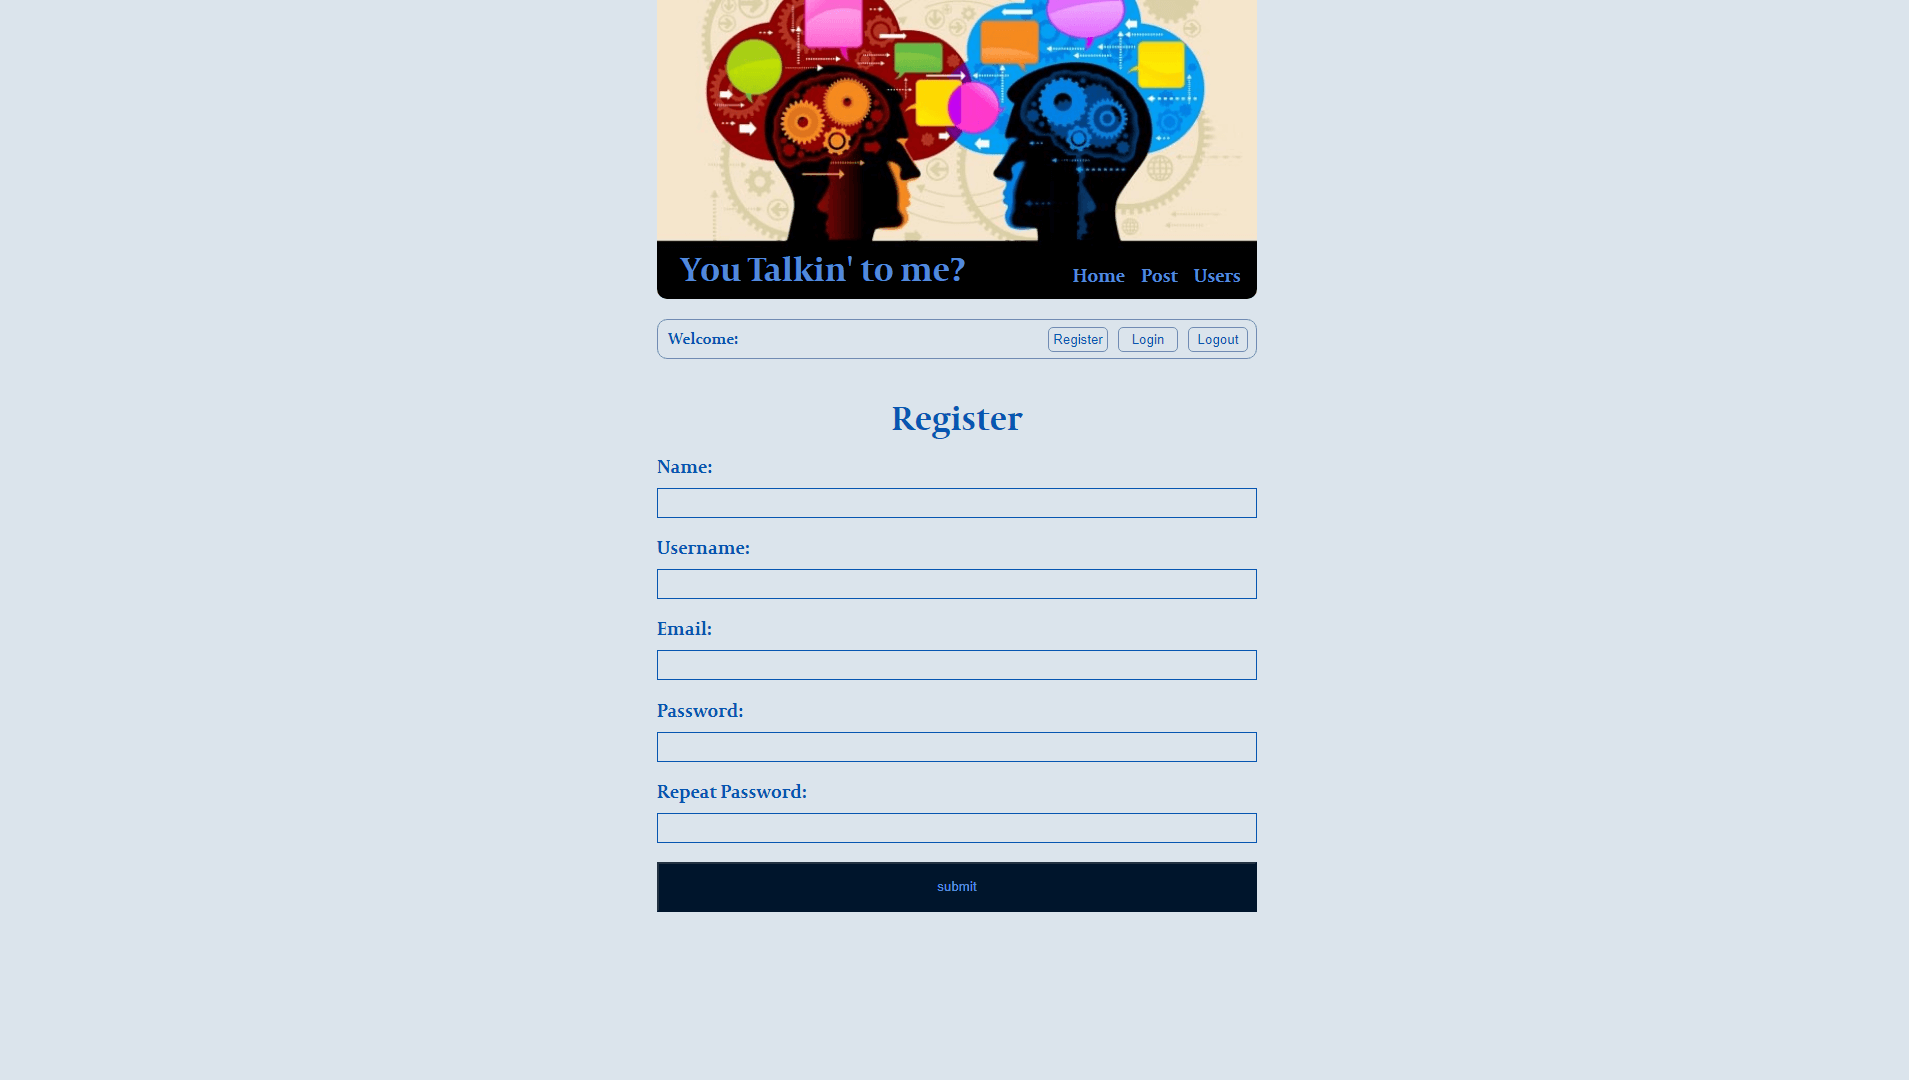 You Talkin' to me?
Home Post Users
Welcome:
Register Login Logout
Register
Name:
Username:
Email:
Password:
Repeat Password:
submit